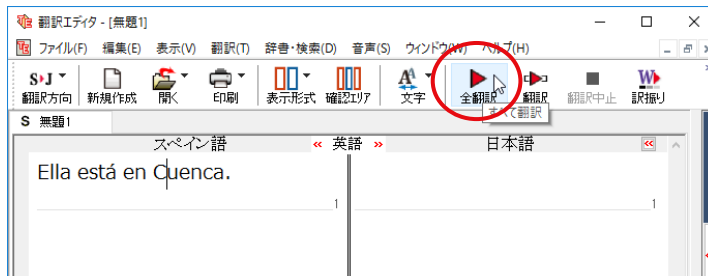 翻訳エディタ - [無題1]
ファイル(F) 編集(E) 表示(V) 翻訳(T) 辞書・検索(D) 音声(S) ウインドウ(W) ヘルプ(H)
S J
翻訳方向 新規作成 開く 印刷 表示形式 確認エリア 文字 全翻訳 翻訳 翻訳中止 訳振り
すべて翻訳
S 無題1
スペイン語 « 英語 » 日本語 «
Ella está en Cuenca.
1 1